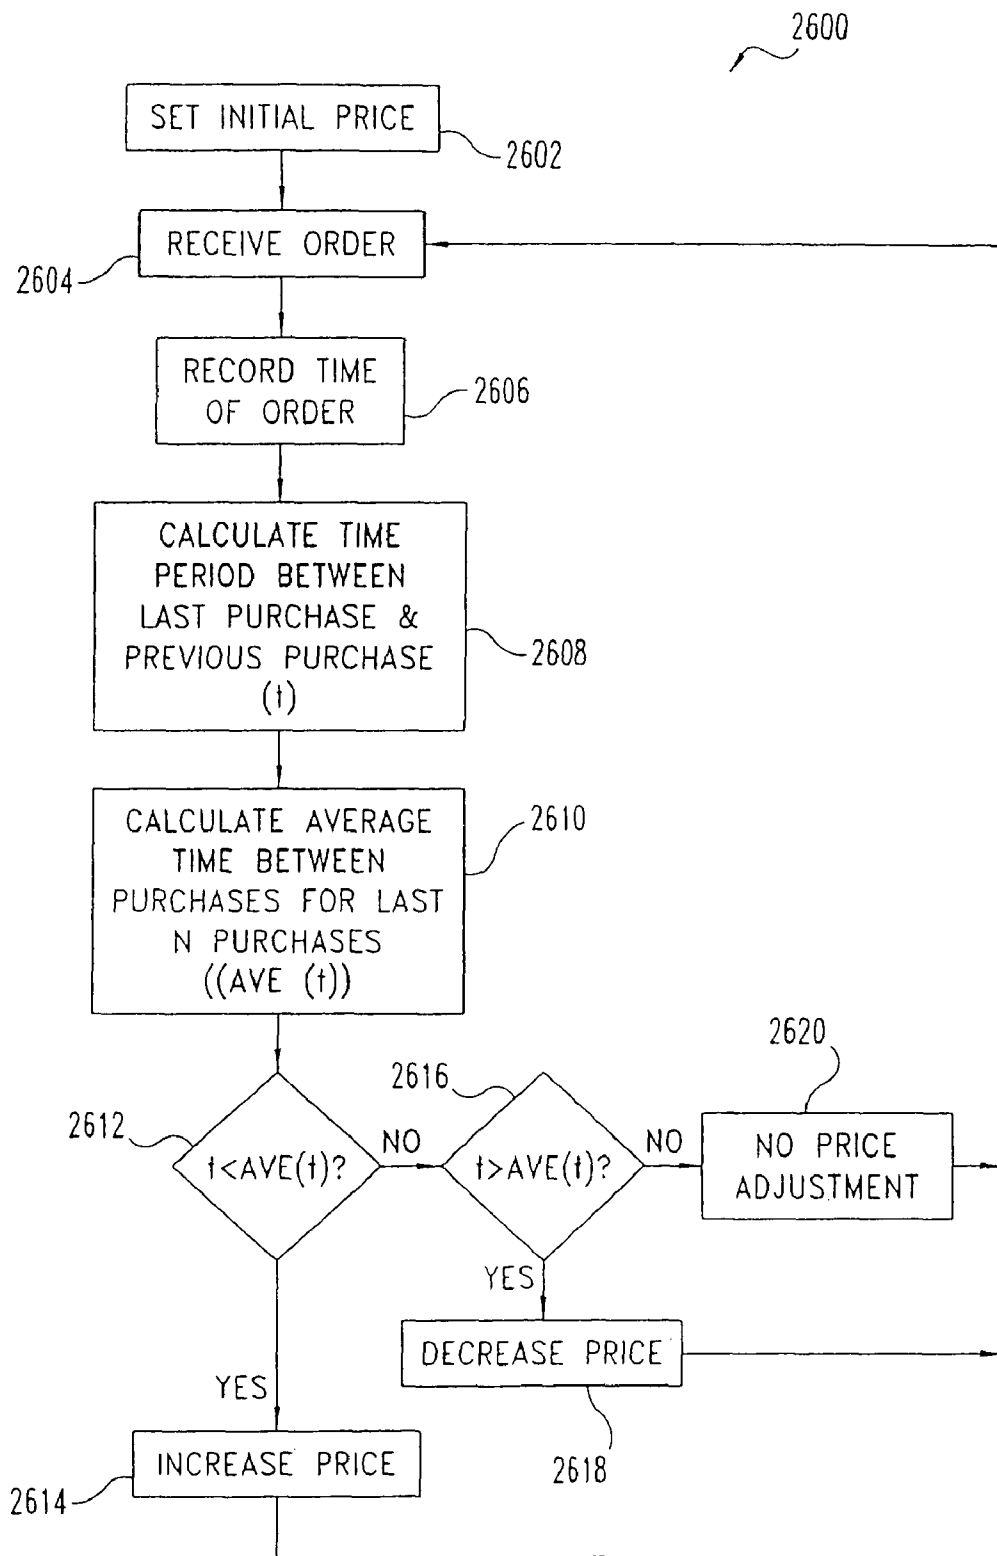 2600
SET INITIAL PRICE
2602
RECEIVE ORDER
2604
RECORD TIME
OF ORDER
2606
CALCULATE TIME
PERIOD BETWEEN
LAST PURCHASE &
PREVIOUS PURCHASE
(t)
2608
CALCULATE AVERAGE
TIME BETWEEN
PURCHASES FOR LAST
N PURCHASES
((AVE (t))
2610
2612
t<AVE(t)?
NO
2616
t>AVE(t)?
NO
2620
NO PRICE
ADJUSTMENT
YES
DECREASE PRICE
2618
YES
INCREASE PRICE
2614